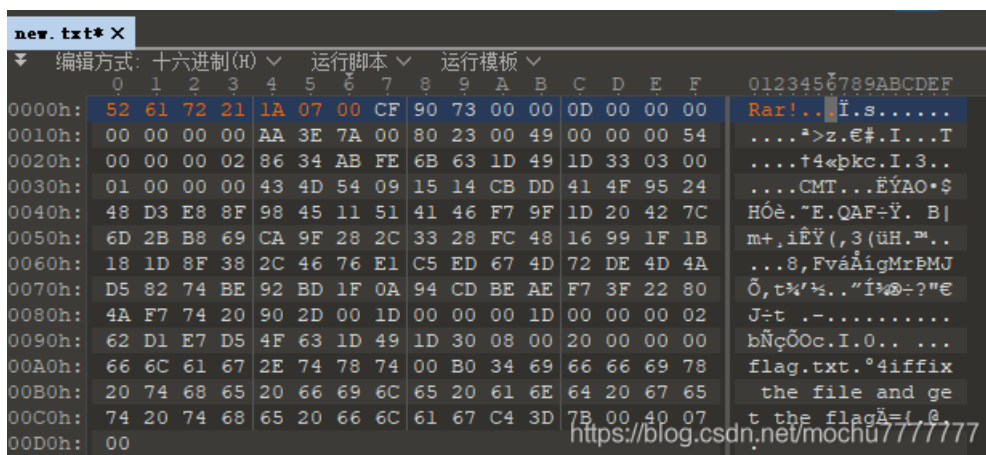 new.txt* X
编辑方式: 十六进制(H) 运行脚本 运行模板
0 1 2 3 4 5 6 7 8 9 A B C D E F 0123456789ABCDEF
0000h: 52 61 72 21 1A 07 00 CF 90 73 00 00 0D 00 00 00 Rar!...Ï.s......
0010h: 00 00 00 00 AA 3E 7A 00 80 23 00 49 00 00 00 54 ....ª>z.€#.I...T
0020h: 00 00 00 02 86 34 AB FE 6B 63 1D 49 1D 33 03 00 ....†4«þkc.I.3..
0030h: 01 00 00 00 43 4D 54 09 15 14 CB DD 41 4F 95 24 ....CMT...ËÝAO•$
0040h: 48 D3 E8 8F 98 45 11 51 41 46 F7 9F 1D 20 42 7C HÓè.˜E.QAF÷Ÿ. B|
0050h: 6D 2B B8 69 CA 9F 28 2C 33 28 FC 48 16 99 1F 1B m+¸iÊŸ(,3(üH.™..
0060h: 18 1D 8F 38 2C 46 76 E1 C5 ED 67 4D 72 DE 4D 4A ...8,FváÅígMrÞMJ
0070h: D5 82 74 BE 92 BD 1F 0A 94 CD BE AE F7 3F 22 80 Õ‚t¾’½..”Í¾®÷?"€
0080h: 4A F7 74 20 90 2D 00 1D 00 00 00 1D 00 00 00 02 J÷t .-..........
0090h: 62 D1 E7 D5 4F 63 1D 49 1D 30 08 00 20 00 00 00 bÑçÕOc.I.0.. ...
00A0h: 66 6C 61 67 2E 74 78 74 00 B0 34 69 66 66 69 78 flag.txt.°4iffix
00B0h: 20 74 68 65 20 66 69 6C 65 20 61 6E 64 20 67 65 the file and ge
00C0h: 74 20 74 68 65 20 66 6C 61 67 C4 3D 7B 00 40 07 t the flagÄ={.@.
00D0h: 00 .
https://blog.csdn.net/mochu7777777